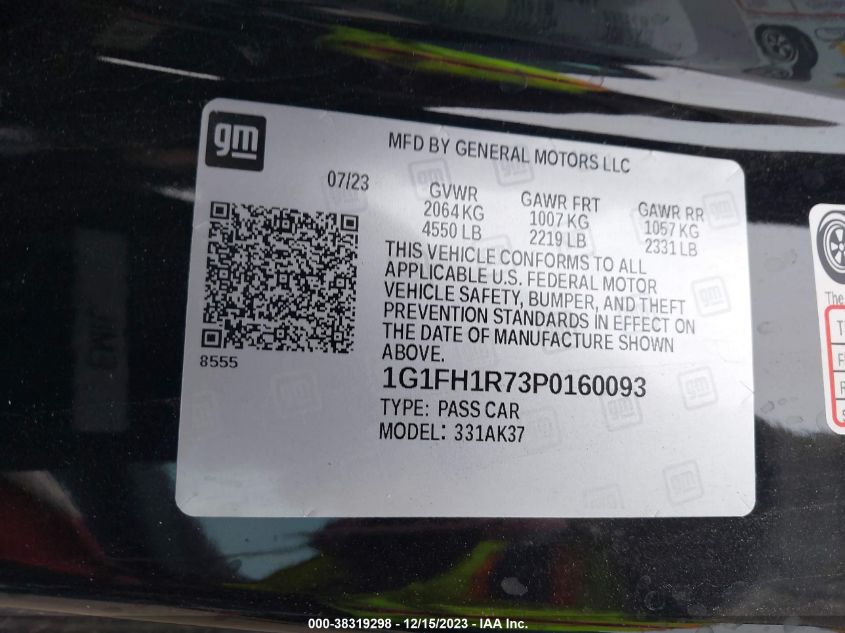 gm
MFD BY GENERAL MOTORS LLC
07/23
GVWR
2064 KG
4550 LB
GAWR FRT
1007 KG
2219 LB
GAWR RR
1057 KG
2331 LB
THIS VEHICLE CONFORMS TO ALL
APPLICABLE U.S. FEDERAL MOTOR
VEHICLE SAFETY, BUMPER, AND THEFT
PREVENTION STANDARDS IN EFFECT ON
THE DATE OF MANUFACTURE SHOWN
ABOVE.
8555
1G1FH1R73P0160093
TYPE: PASS CAR
MODEL: 331AK37
The
000-38319298 - 12/15/2023 - IAA Inc.